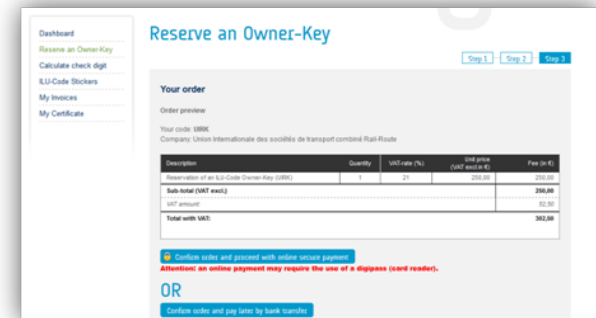 Reserve an Owner-Key
Dashboard
Reserve an Owner-Key
Calculate check digit
ILU-Code Stickers
My Invoices
My Certificate
Step 1
Step 2
Step 3
Your order
Order preview
Your code: UIRK
Company: Union Internationale des sociétés de transport combiné Rail-Route
Description Quantity VAT-rate (%) Unit price (VAT excl.in €) Fee (in €)
Reservation of an ILU-Code Owner-Key (UIRK) 1 21 250,00 250,00
Sub-total (VAT excl.) 250,00
VAT amount: 52,50
Total with VAT: 302,50
Confirm order and proceed with online secure payment
Attention: an online payment may require the use of a digipass (card reader).
OR
Confirm order and pay later by bank transfer